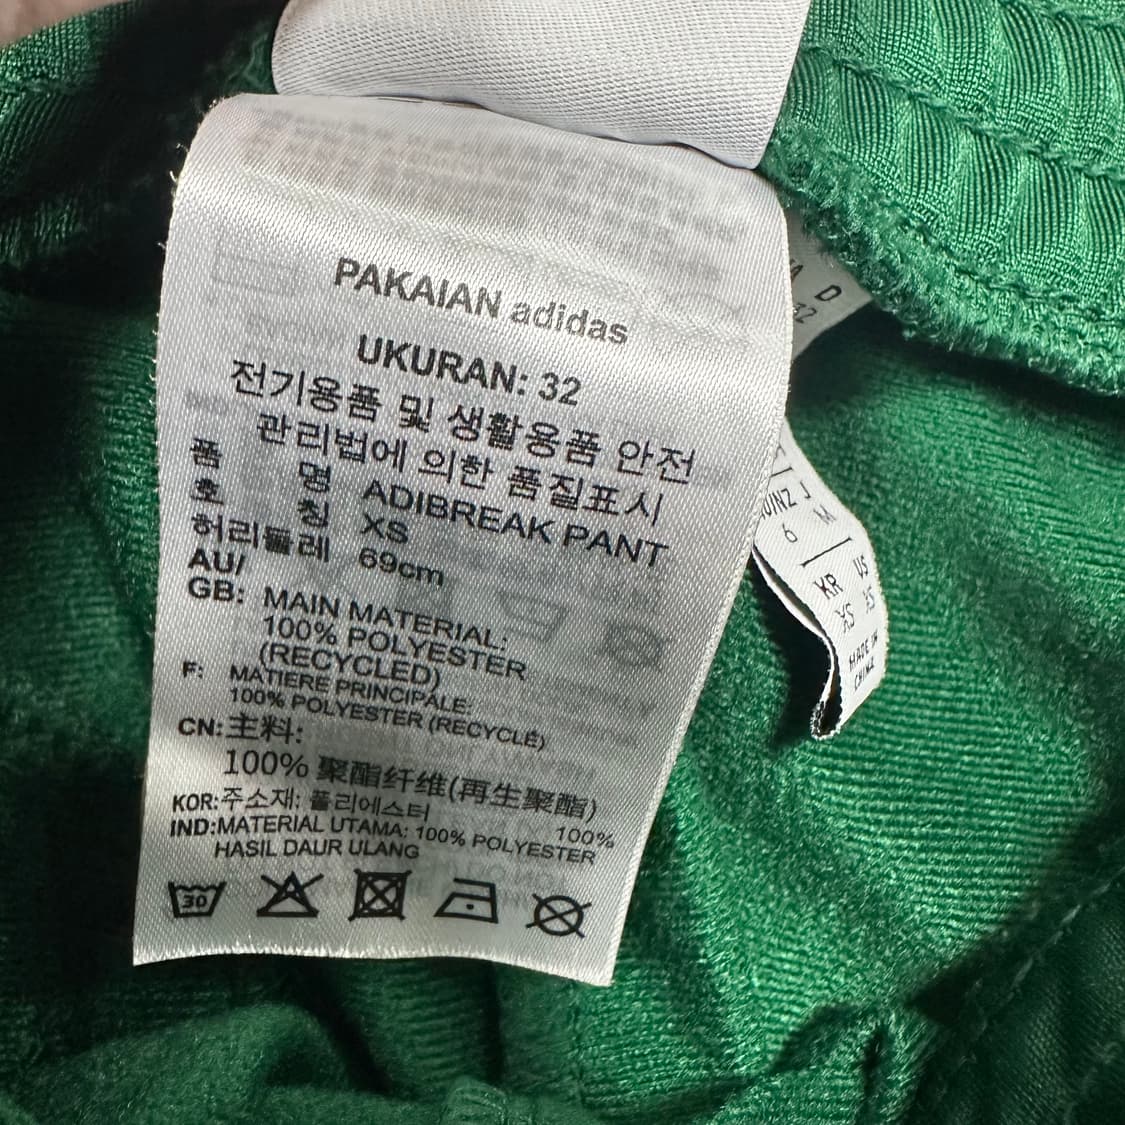 PAKAIAN adidas
UKURAN: 32
전기용품 및 생활용품 안전
관리법에 의한 품질표시
품 명 ADIBREAK PANT
호 칭 XS
허리둘레 69cm
AU/
GB: MAIN MATERIAL:
100% POLYESTER
(RECYCLED)
F: MATIERE PRINCIPALE:
100% POLYESTER (RECYCLÉ)
CN:主料:
100% 聚酯纤维(再生聚酯)
KOR:주소재: 폴리에스터
100%
IND:MATERIAL UTAMA: 100% POLYESTER
HASIL DAUR ULANG
30
D
32
J
M
6
KR US
XS XS
MADE IN
CHINA